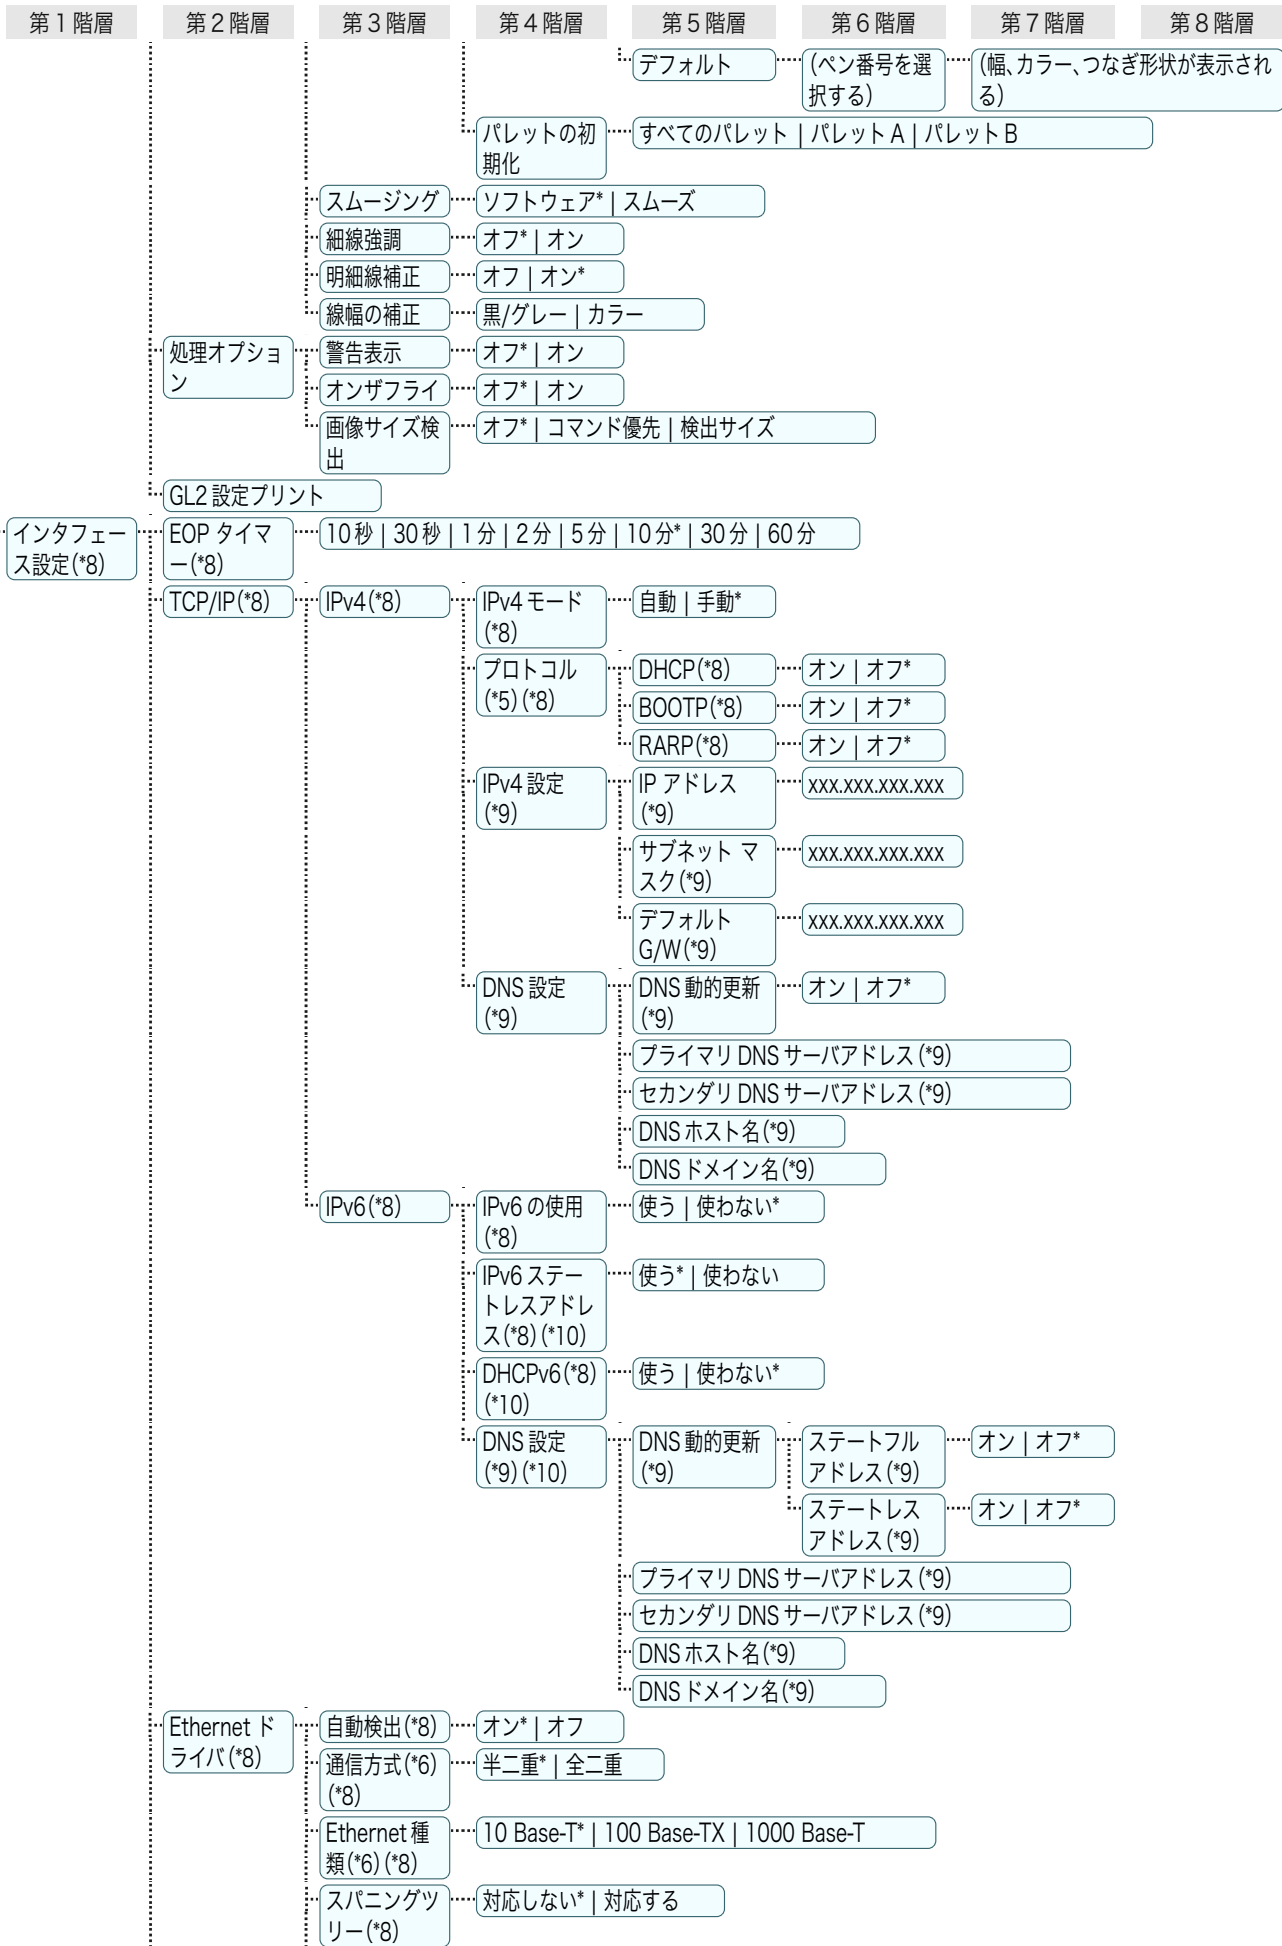 第1階層 第2階層 第3階層 第4階層 第5階層 第6階層 第7階層 第8階層
デフォルト (ペン番号を選 (幅、カラー、つなぎ形状が表示され
択する) る)
パレットの初 すべてのパレット | パレット A | パレット B
期化
スムージング ソフトウェア* | スムーズ
細線強調 オフ* | オン
明細線補正 オフ | オン*
線幅の補正 黒/グレー | カラー
処理オプショ 警告表示 オフ* | オン
ン
オンザフライ オフ* | オン
画像サイズ検 オフ* | コマンド優先 | 検出サイズ
出
GL2 設定プリント
インタフェー EOP タイマ 10秒 | 30秒 | 1分 | 2分 | 5分 | 10分* | 30分 | 60分
ス設定(*8) ー(*8)
TCP/IP(*8) IPv4(*8) IPv4 モード 自動 | 手動*
(*8)
プロトコル DHCP(*8) オン | オフ*
(*5)(*8)
BOOTP(*8) オン | オフ*
RARP(*8) オン | オフ*
IPv4 設定 IP アドレス xxx.xxx.xxx.xxx
(*9) (*9)
サブネット マ xxx.xxx.xxx.xxx
スク(*9)
デフォルト xxx.xxx.xxx.xxx
G/W(*9)
DNS 設定 DNS 動的更新 オン | オフ*
(*9) (*9)
プライマリ DNS サーバアドレス(*9)
セカンダリ DNS サーバアドレス(*9)
DNS ホスト名(*9)
DNS ドメイン名(*9)
IPv6(*8) IPv6 の使用 使う | 使わない*
(*8)
IPv6 ステー 使う* | 使わない
トレスアドレ
ス(*8)(*10)
DHCPv6(*8) 使う | 使わない*
(*10)
DNS 設定 DNS 動的更新 ステートフル オン | オフ*
(*9)(*10) (*9) アドレス(*9)
ステートレス オン | オフ*
アドレス(*9)
プライマリ DNS サーバアドレス(*9)
セカンダリ DNS サーバアドレス(*9)
DNS ホスト名(*9)
DNS ドメイン名(*9)
Ethernet ド 自動検出(*8) オン* | オフ
ライバ(*8)
通信方式(*6) 半二重* | 全二重
(*8)
Ethernet 種 10 Base-T* | 100 Base-TX | 1000 Base-T
類(*6)(*8)
スパニングツ 対応しない* | 対応する
リー(*8)